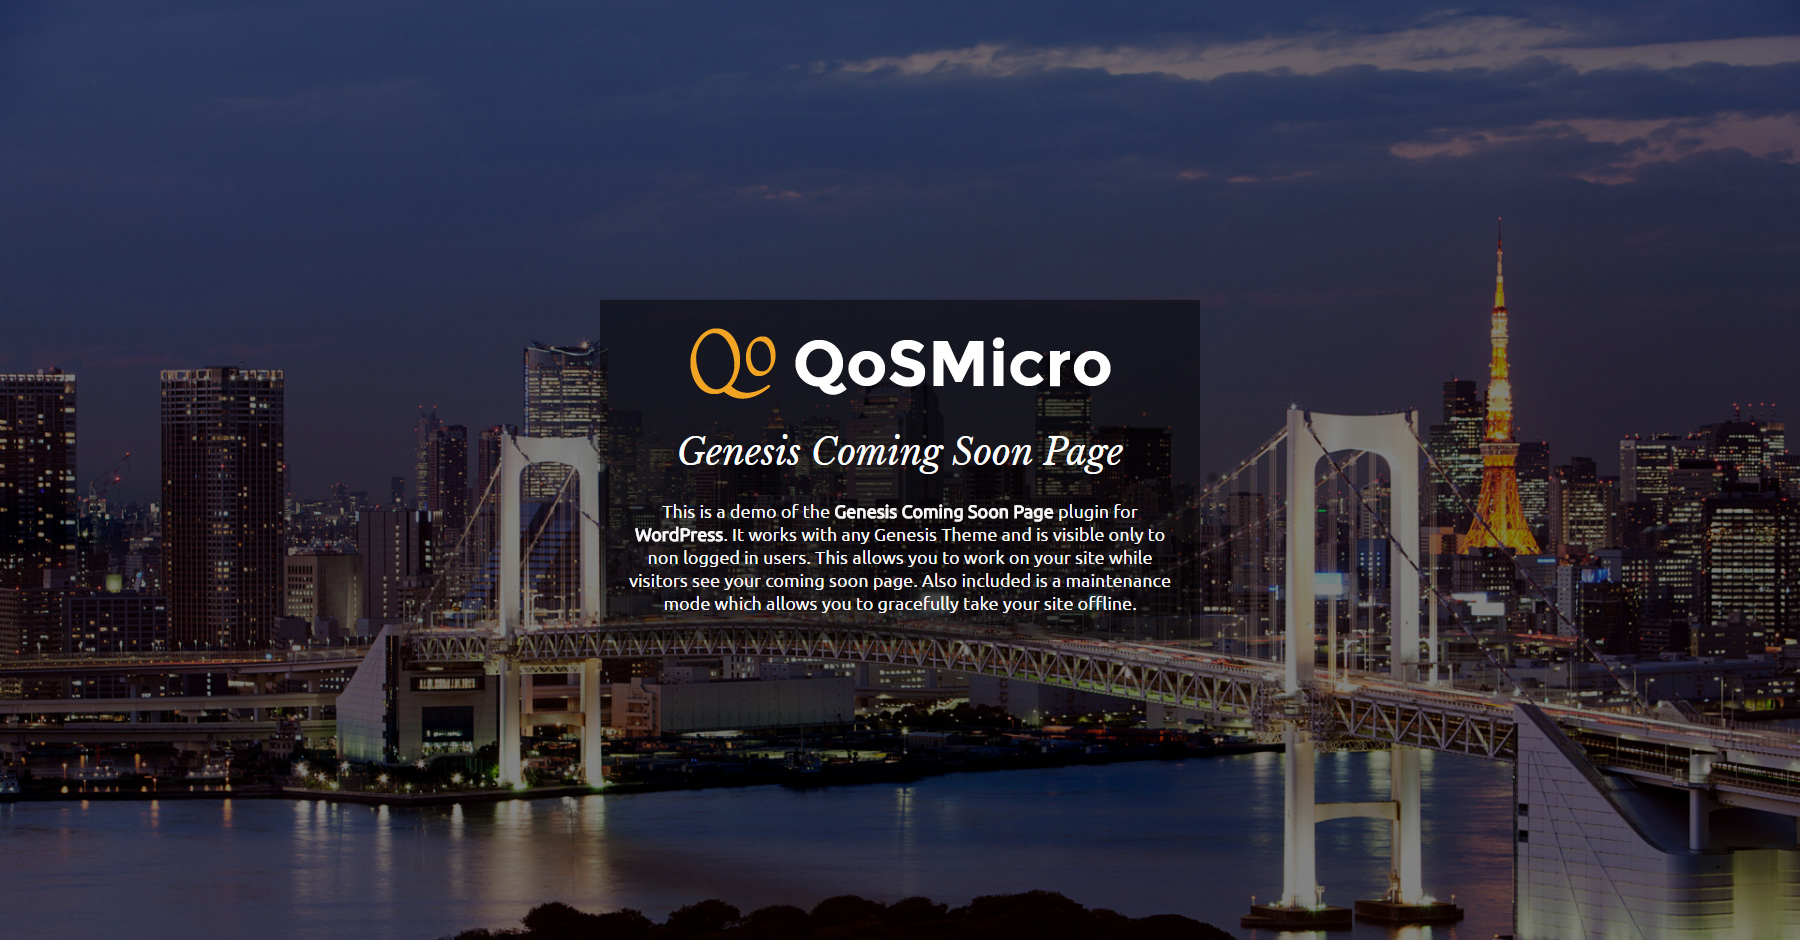 Qo QoSMicro
Genesis Coming Soon Page
This is a demo of the Genesis Coming Soon Page plugin for
WordPress. It works with any Genesis Theme and is visible only to
non logged in users. This allows you to work on your site while
visitors see your coming soon page. Also included is a maintenance
mode which allows you to gracefully take your site offline.